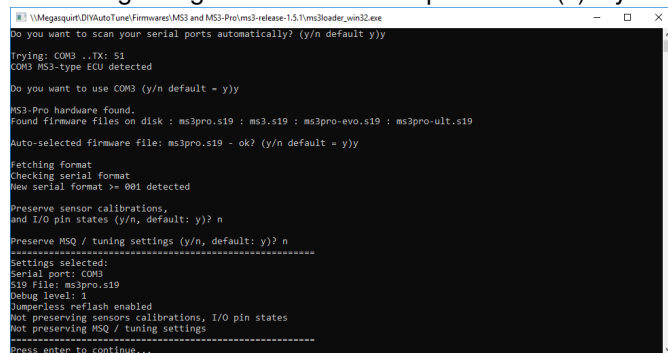 \\Megasquirt\DIYAutoTune\Firmwares\MS3 and MS3-Pro\ms3-release-1.5.1\ms3loader_win32.exe
Do you want to scan your serial ports automatically? (y/n default y)y
Trying: COM3 ..TX: 51
COM3 MS3-type ECU detected
Do you want to use COM3 (y/n default = y)y
MS3-Pro hardware found.
Found firmware files on disk : ms3pro.s19 : ms3.s19 : ms3pro-evo.s19 : ms3pro-ult.s19
Auto-selected firmware file: ms3pro.s19 - ok? (y/n default = y)y
Fetching format
Checking serial format
New serial format >= 001 detected
Preserve sensor calibrations,
and I/O pin states (y/n, default: y)? n
Preserve MSQ / tuning settings (y/n, default: y)? n
========================================================
Settings selected:
Serial port: COM3
S19 File: ms3pro.s19
Debug level: 1
Jumperless reflash enabled
Not preserving sensors calibrations, I/O pin states
Not preserving MSQ / tuning settings
--------------------------------------------------------
Press enter to continue...